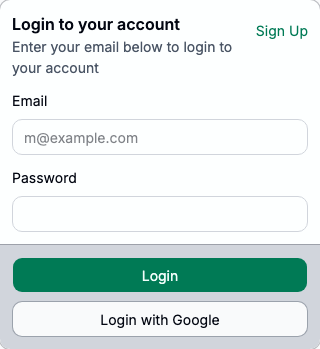 Login to your account
Sign Up
Enter your email below to login to
your account
Email
m@example.com
Password
Login
Login with Google